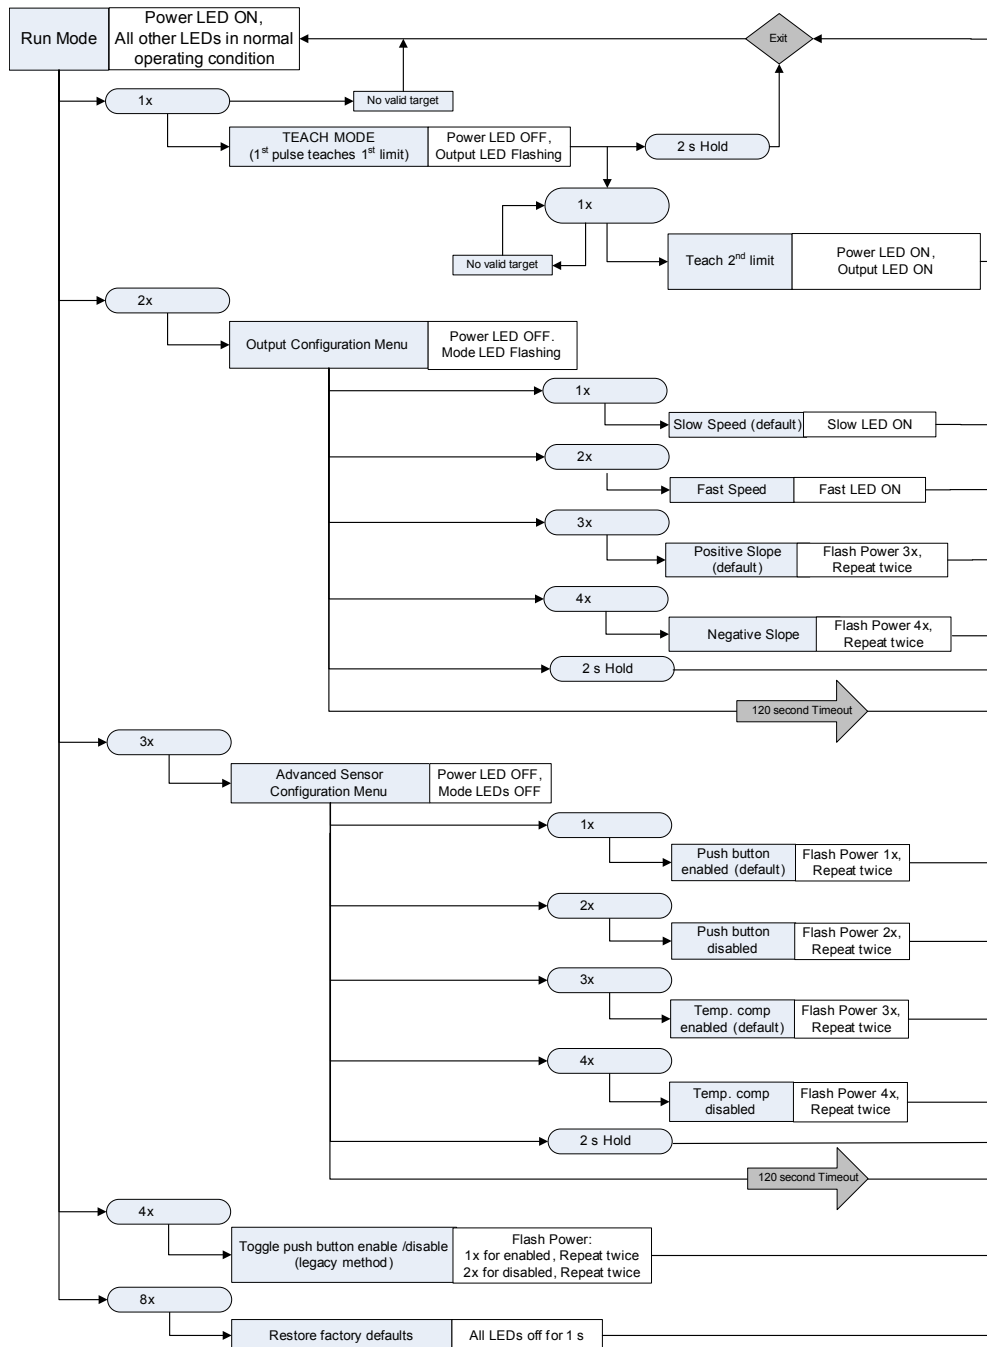 Run Mode
Power LED ON,
All other LEDs in normal
operating condition
Exit
1x
No valid target
TEACH MODE
(1st pulse teaches 1st limit)
Power LED OFF,
Output LED Flashing
2 s Hold
1x
No valid target
Teach 2nd limit
Power LED ON,
Output LED ON
2x
Output Configuration Menu
Power LED OFF.
Mode LED Flashing
1x
Slow Speed (default)
Slow LED ON
2x
Fast Speed
Fast LED ON
3x
Positive Slope
(default)
Flash Power 3x,
Repeat twice
4x
Negative Slope
Flash Power 4x,
Repeat twice
2 s Hold
120 second Timeout
3x
Advanced Sensor
Configuration Menu
Power LED OFF,
Mode LEDs OFF
1x
Push button
enabled (default)
Flash Power 1x,
Repeat twice
2x
Push button
disabled
Flash Power 2x,
Repeat twice
3x
Temp. comp
enabled (default)
Flash Power 3x,
Repeat twice
4x
Temp. comp
disabled
Flash Power 4x,
Repeat twice
2 s Hold
120 second Timeout
4x
Toggle push button enable /disable
(legacy method)
Flash Power:
1x for enabled, Repeat twice
2x for disabled, Repeat twice
8x
Restore factory defaults
All LEDs off for 1 s